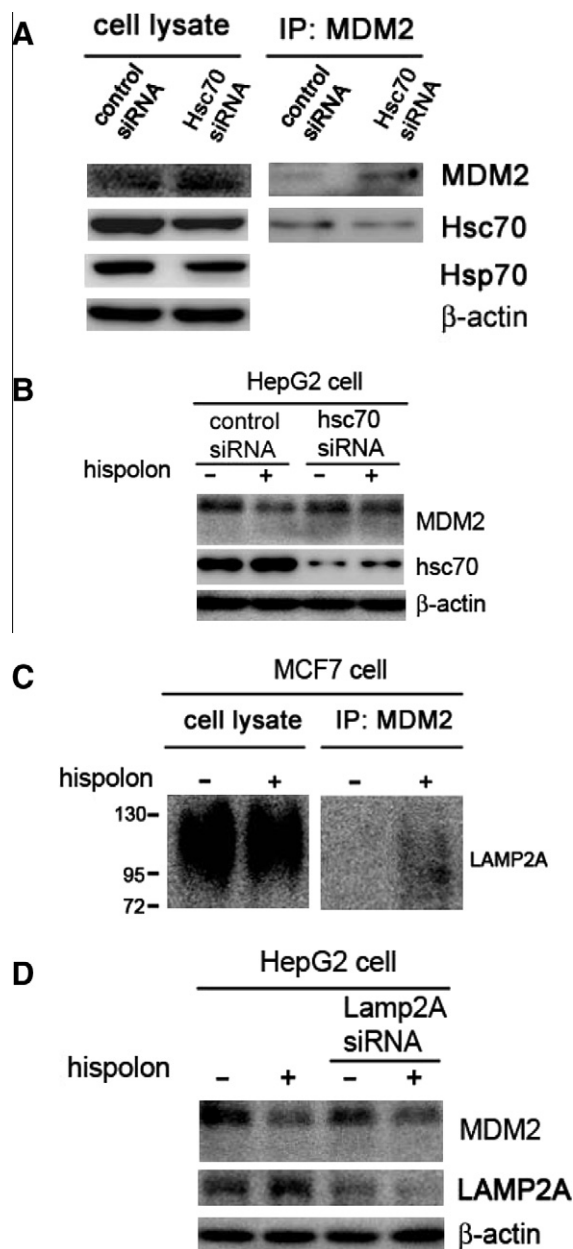 A
cell lysate IP: MDM2
control siRNA Hsc70 siRNA control siRNA Hsc70 siRNA
MDM2
Hsc70
Hsp70
β-actin
B
HepG2 cell
control hsc70
siRNA siRNA
hispolon – + – +
MDM2
hsc70
β-actin
C
MCF7 cell
cell lysate IP: MDM2
hispolon – + – +
130
LAMP2A
95
72
D
HepG2 cell
Lamp2A
siRNA
hispolon – + – +
MDM2
LAMP2A
β-actin